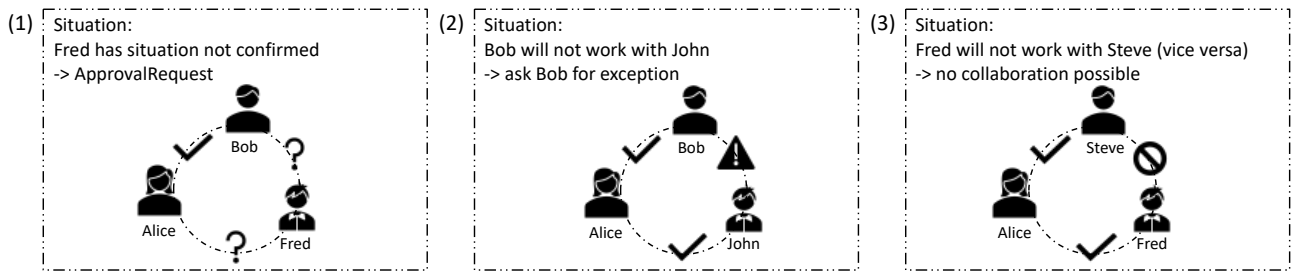 (1) Situation:
Fred has situation not confirmed
-> ApprovalRequest
Bob
?
Alice
Fred
?
(2) Situation:
Bob will not work with John
-> ask Bob for exception
Bob
!
Alice
John
(3) Situation:
Fred will not work with Steve (vice versa)
-> no collaboration possible
Steve
Alice
Fred